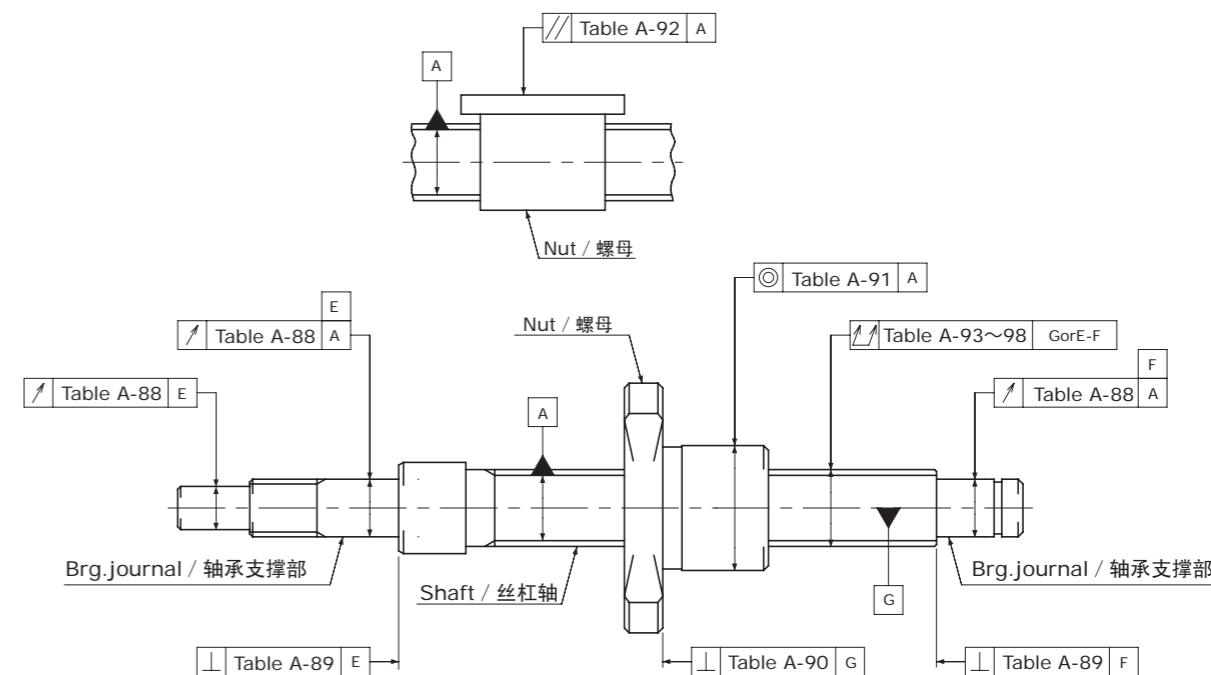 // Table A-92 A
A
Nut / 螺母
◎ Table A-91 A
E
↗ Table A-88 A
Nut / 螺母
Table A-93～98 GorE-F
F
↗ Table A-88 A
↗ Table A-88 E
A
Brg.journal / 轴承支撑部
Shaft / 丝杠轴
G
Brg.journal / 轴承支撑部
⊥ Table A-89 E
⊥ Table A-90 G
⊥ Table A-89 F